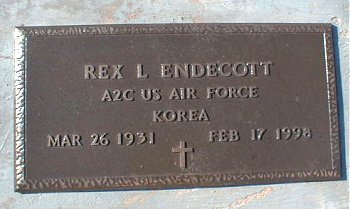 REX L ENDECOTT
A2C US AIR FORCE
KOREA
MAR 26 1931 FEB 17 1998